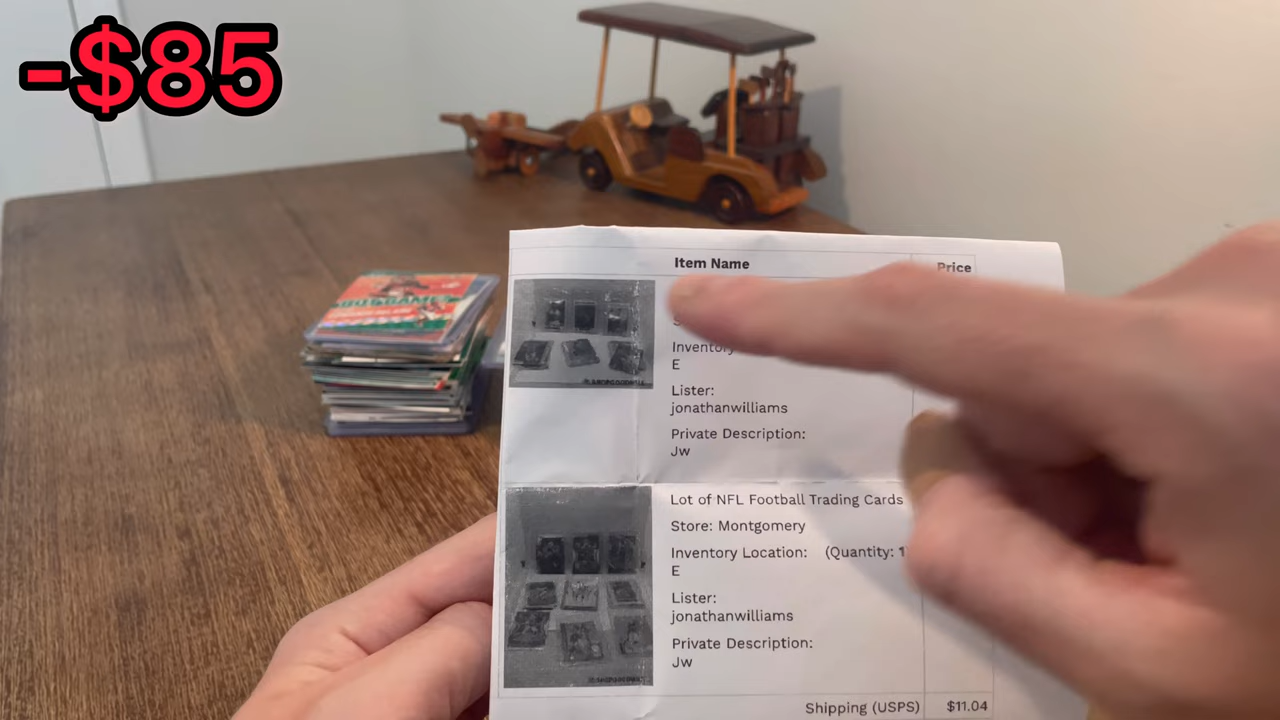 -$85
Item Name
Price
Inventory
E
Lister:
jonathanwilliams
Private Description:
Jw
Lot of NFL Football Trading Cards
Store: Montgomery
Inventory Location: (Quantity: 1
E
Lister:
jonathanwilliams
Private Description:
Jw
Shipping (USPS) $11.04